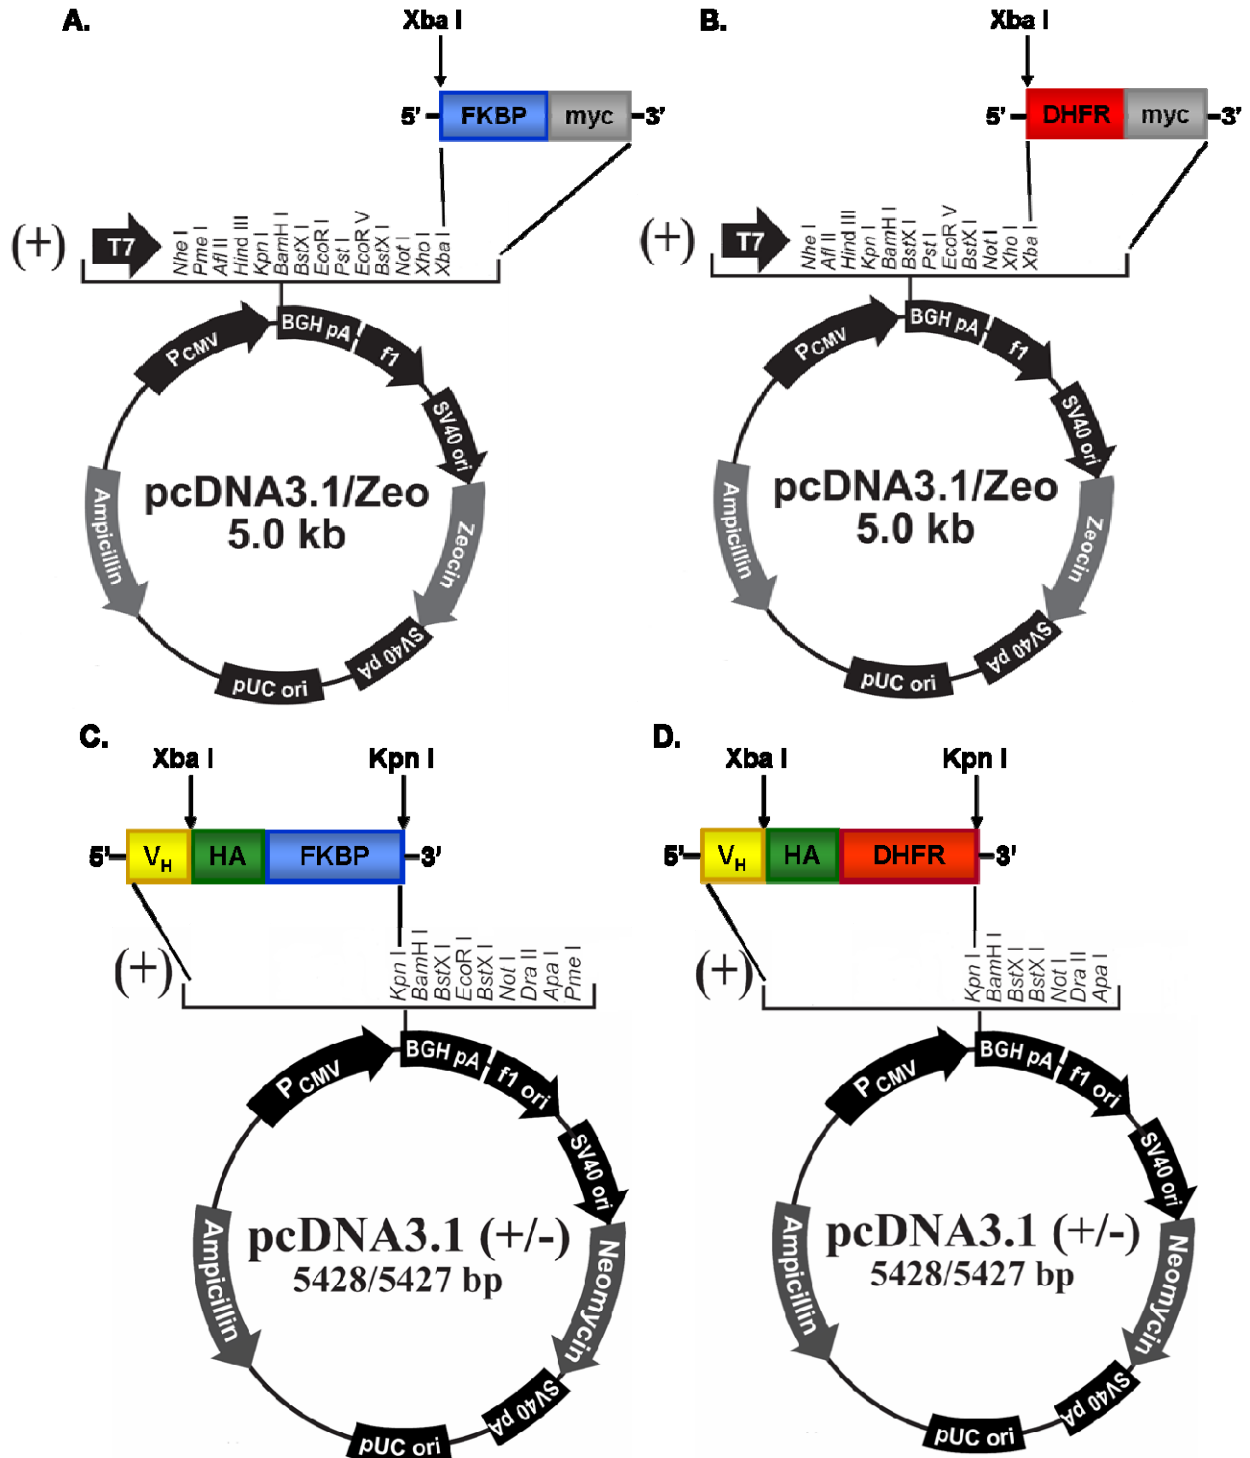 A.
Xba I
5’
FKBP
myc
3’
(+)
T7
Nhe I
Pme I
Afl II
Hind III
Kpn I
BamH I
BstX I
EcoR I
Pst I
EcoR V
BstX I
Not I
Xho I
Xba I
PCMV
BGH pA
f1
SV40 ori
Zeocin
SV40 pA
pUC ori
Ampicillin
pcDNA3.1/Zeo
5.0 kb
B.
Xba I
5’
DHFR
myc
3’
(+)
T7
Nhe I
Afl II
Hind III
Kpn I
BamH I
BstX I
Pst I
EcoR V
BstX I
Not I
Xho I
Xba I
PCMV
BGH pA
f1
SV40 ori
Zeocin
SV40 pA
pUC ori
Ampicillin
pcDNA3.1/Zeo
5.0 kb
C.
Xba I
Kpn I
5’
VH
HA
FKBP
3’
(+)
Kpn I
BamH I
BstX I
EcoR I
BstX I
Not I
Dra II
Apa I
Pme I
PCMV
BGH pA
f1 ori
SV40 ori
Neomycin
SV40 pA
pUC ori
Ampicillin
pcDNA3.1 (+/-)
5428/5427 bp
D.
Xba I
Kpn I
5’
VH
HA
DHFR
3’
(+)
Kpn I
BamH I
BstX I
BstX I
Not I
Dra II
Apa I
PCMV
BGH pA
f1 ori
SV40 ori
Neomycin
SV40 pA
pUC ori
Ampicillin
pcDNA3.1 (+/-)
5428/5427 bp